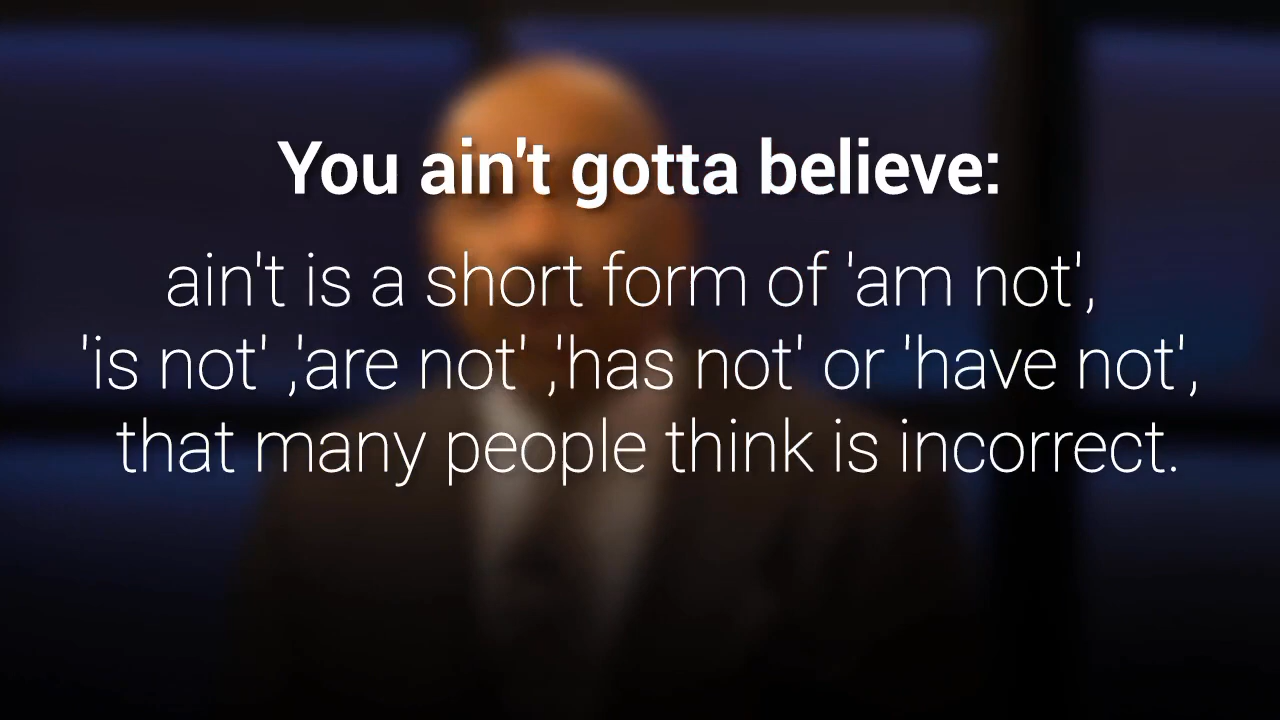 You ain't gotta believe:
ain't is a short form of 'am not',
'is not' ,'are not' ,'has not' or 'have not',
that many people think is incorrect.